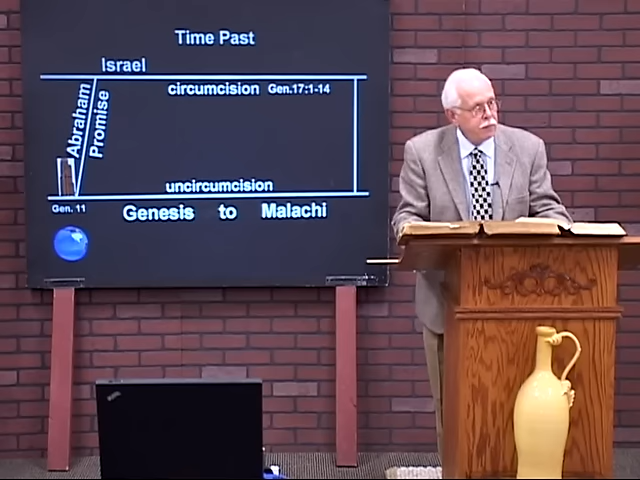 Time Past
Israel
circumcision Gen.17:1-14
Abraham
Promise
uncircumcision
Gen. 11
Genesis to Malachi